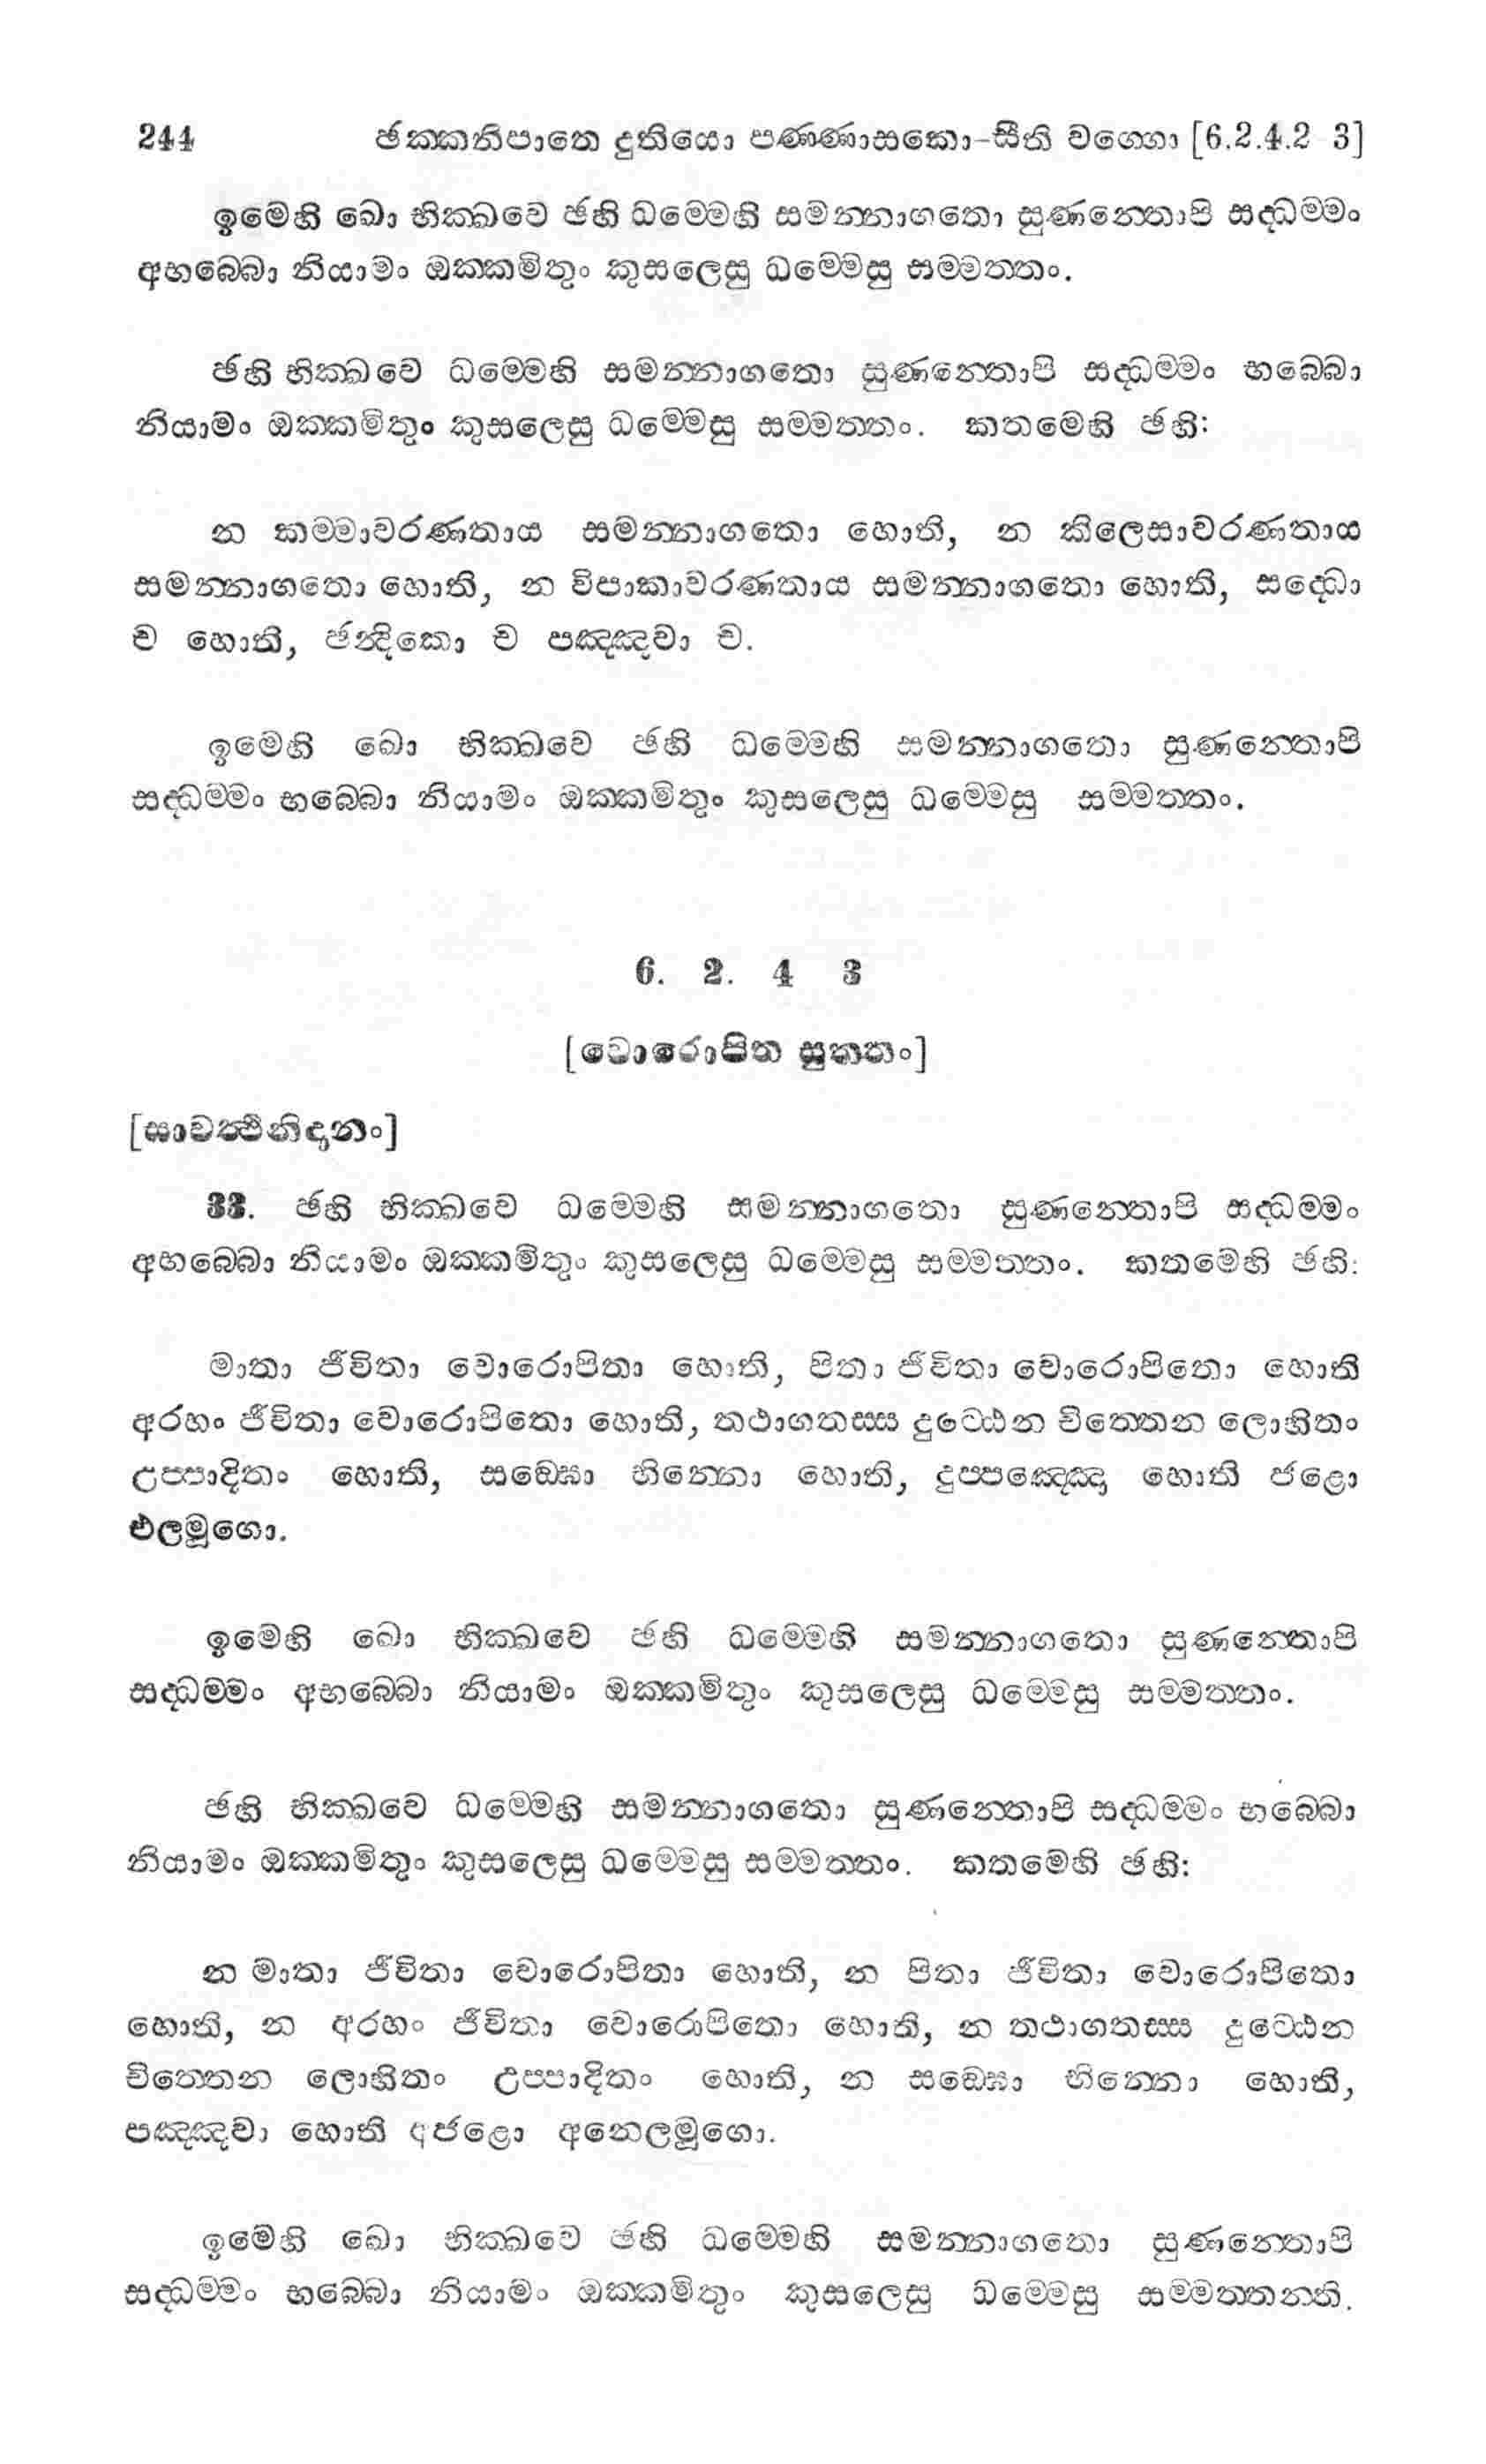 244 ඡක්කනිපාතො දුතියො පණ්ණාසකො-සීති වග්ගො [6.2.4.2 3]
ඉමෙහි ඛො භික්ඛවෙ ඡහි ධම්මෙහි සමන්නාගතො සුණන්තොපි සද්ධම්මං
අභබ්බො නියාමං ඔක්කමිතුං කුසලෙසු ධම්මෙසු සම්මත්තං.
ඡහි භික්ඛවෙ ධම්මෙහි සමන්නාගතො සුණන්තොපි සද්ධම්මං භබ්බො
නියාමං ඔක්කමිතුං කුසලෙසු ධම්මෙසු සම්මත්තං. කතමෙහි ඡහි:
න කම්මාවරණතාය සමන්නාගතො හොති, න කිලෙසාවරණතාය
සමන්නාගතො හොති, න විපාකාවරණතාය සමන්නාගතො හොති, සද්ධො
ච හොති, ඡන්දිකො ච පඤ්ඤවා ච.
ඉමෙහි ඛො භික්ඛවෙ ඡහි ධම්මෙහි සමන්නාගතො සුණන්තොපි
සද්ධම්මං භබ්බො නියාමං ඔක්කමිතුං කුසලෙසු ධම්මෙසු සම්මත්තං.
6. 2. 4 3
[වොරොපිත සුත්තං]
[සාවත්ථිනිදානං]
33. ඡහි භික්ඛවෙ ධම්මෙහි සමන්නාගතො සුණන්තොපි සද්ධම්මං
අභබ්බො නියාමං ඔක්කමිතුං කුසලෙසු ධම්මෙසු සම්මත්තං. කතමෙහි ඡහි:
මාතා ජීවිතා වොරොපිතා හොති, පිතා ජීවිතා වොරොපිතො හොති
අරහං ජීවිතා වොරොපිතො හොති, තථාගතස්ස දුට්ඨෙන චිත්තෙන ලොහිතං
උප්පාදිතං හොති, සඞ්ඝො භින්නො හොති, දුප්පඤ්ඤො හොති ජළො
එලමූගො.
ඉමෙහි ඛො භික්ඛවෙ ඡහි ධම්මෙහි සමන්නාගතො සුණන්තොපි
සද්ධම්මං අභබ්බො නියාමං ඔක්කමිතුං කුසලෙසු ධම්මෙසු සම්මත්තං.
ඡහි භික්ඛවෙ ධම්මෙහි සමන්නාගතො සුණන්තොපි සද්ධම්මං භබ්බො
නියාමං ඔක්කමිතුං කුසලෙසු ධම්මෙසු සම්මත්තං. කතමෙහි ඡහි:
න මාතා ජීවිතා වොරොපිතා හොති, න පිතා ජීවිතා වොරොපිතො
හොති, න අරහං ජීවිතා වොරොපිතො හොති, න තථාගතස්ස දුට්ඨෙන
චිත්තෙන ලොහිතං උප්පාදිතං හොති, න සඞ්ඝො භින්නො හොති,
පඤ්ඤවා හොති අජළො අනෙලමූගො.
ඉමෙහි ඛො භික්ඛවෙ ඡහි ධම්මෙහි සමන්නාගතො සුණන්තොපි
සද්ධම්මං භබ්බො නියාමං ඔක්කමිතුං කුසලෙසු ධම්මෙසු සම්මත්තන්ති.